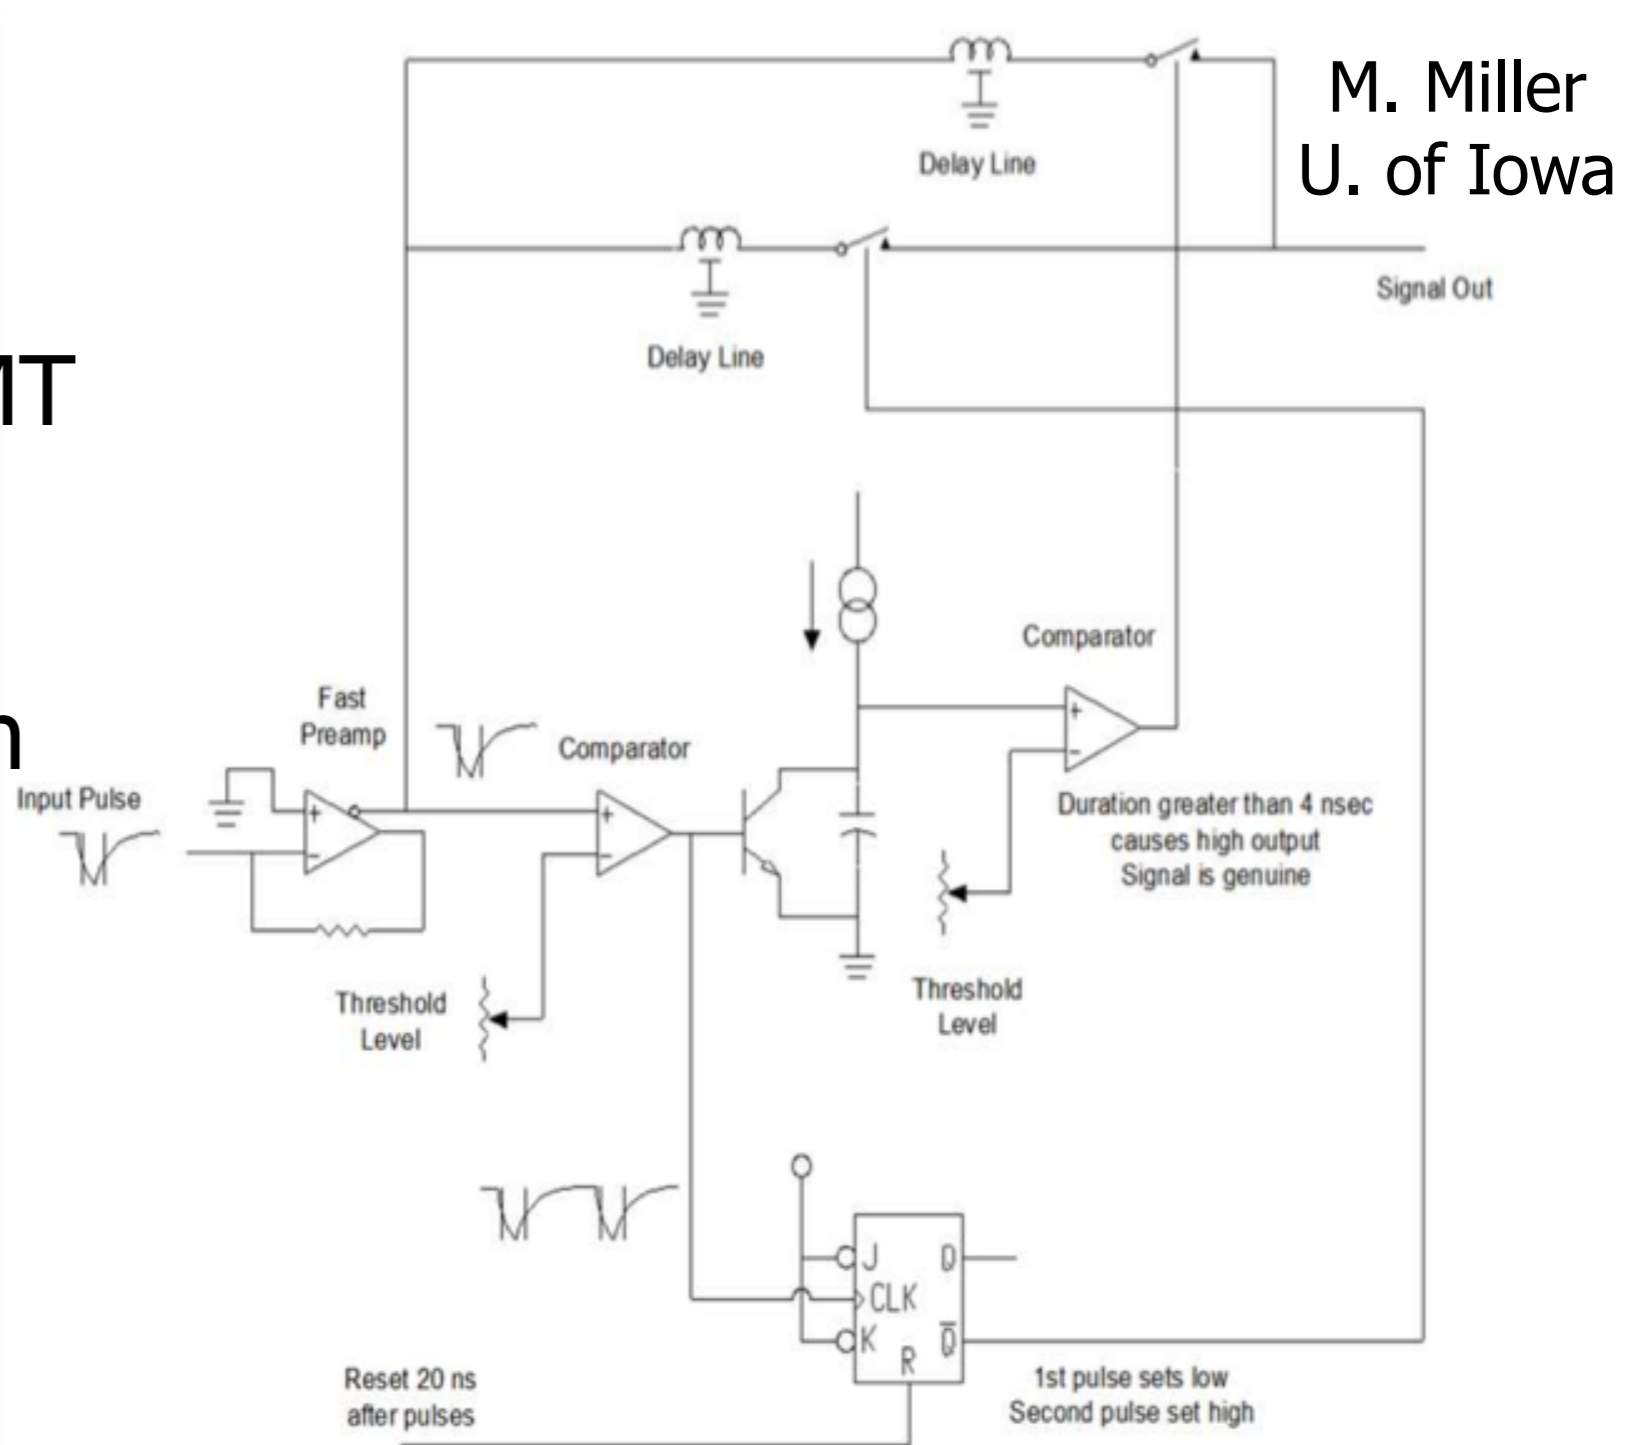 M. Miller
U. of Iowa
Delay Line
Signal Out
Delay Line
MT
Comparator
Fast
Preamp
Comparator
n
Input Pulse
+
-
+
-
+
-
Duration greater than 4 nsec
causes high output
Signal is genuine
Threshold
Level
Threshold
Level
J
Q
CLK
K
Q̅
R
Reset 20 ns
after pulses
1st pulse sets low
Second pulse set high